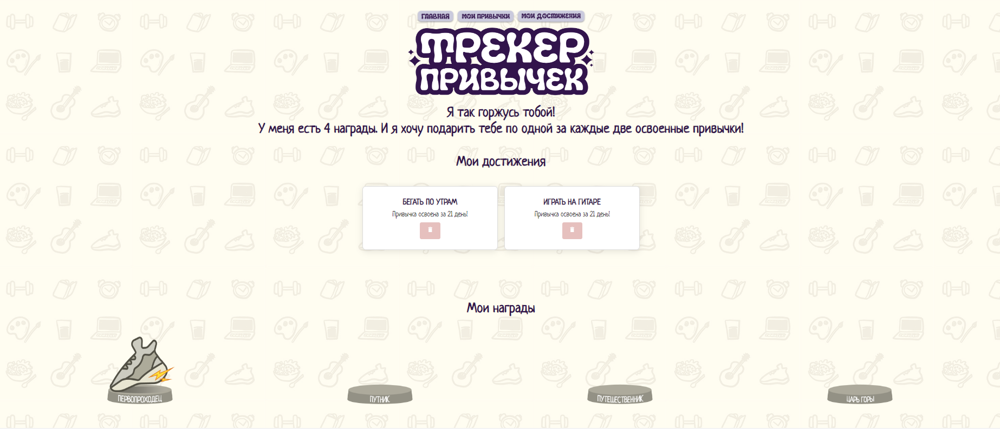 ГЛАВНАЯ
МОИ ПРИВЫЧКИ
МОИ ДОСТИЖЕНИЯ
ТРЕКЕР
ПРИВЫЧЕК
Я так горжусь тобой!
У меня есть 4 награды. И я хочу подарить тебе по одной за каждые две освоенные привычки!
Мои достижения
БЕГАТЬ ПО УТРАМ
Привычка освоена за 21 день!
ИГРАТЬ НА ГИТАРЕ
Привычка освоена за 21 день!
Мои награды
ПЕРВОПРОХОДЕЦ
ПУТНИК
ПУТЕШЕСТВЕННИК
ЦАРЬ ГОРЫ